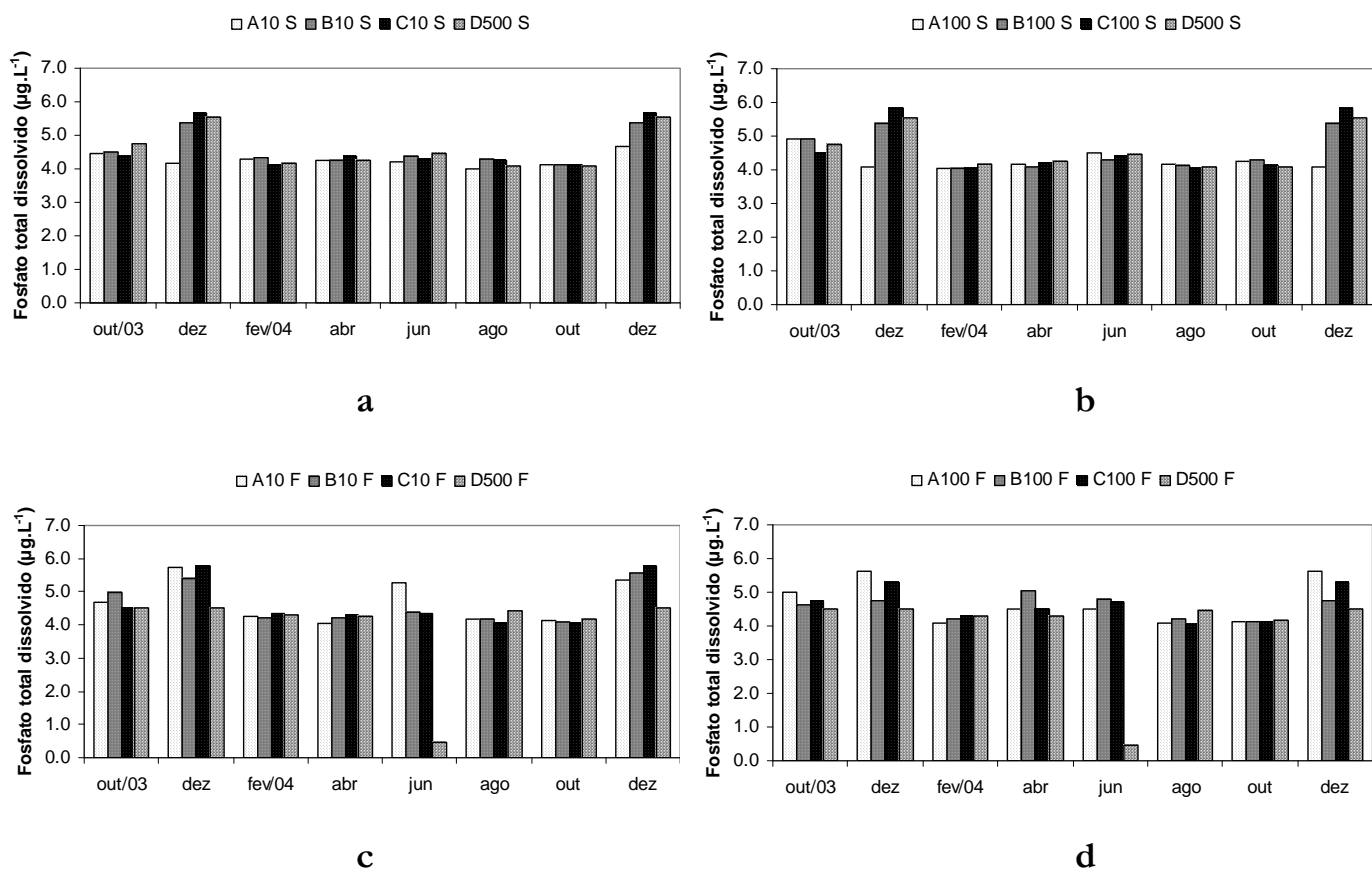 A10 S B10 S C10 S D500 S
Fosfato total dissolvido (µg.L⁻¹)
7.0
6.0
5.0
4.0
3.0
2.0
1.0
0.0
out/03 dez fev/04 abr jun ago out dez
a
A100 S B100 S C100 S D500 S
Fosfato total dissolvido (µg.L⁻¹)
7.0
6.0
5.0
4.0
3.0
2.0
1.0
0.0
out/03 dez fev/04 abr jun ago out dez
b
A10 F B10 F C10 F D500 F
Fosfato total dissolvido (µg.L⁻¹)
7.0
6.0
5.0
4.0
3.0
2.0
1.0
0.0
out/03 dez fev/04 abr jun ago out dez
c
A100 F B100 F C100 F D500 F
Fosfato total dissolvido (µg.L⁻¹)
7.0
6.0
5.0
4.0
3.0
2.0
1.0
0.0
out/03 dez fev/04 abr jun ago out dez
d